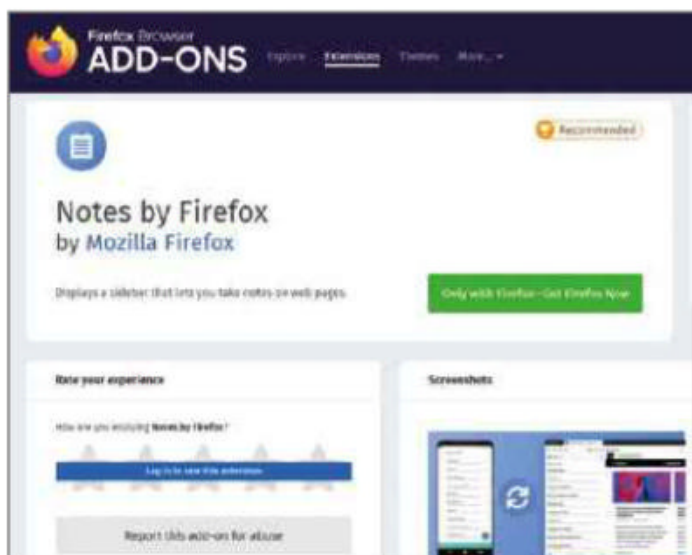 Firefox Browser
ADD-ONS
Explore Extensions Themes More...
Recommended
Notes by Firefox
by Mozilla Firefox
Displays a sidebar that lets you take notes on web pages.
Only with Firefox—Get Firefox Now
Rate your experience
Screenshots
How are you enjoying Notes by Firefox?
Log in to rate this extension
Report this add-on for abuse